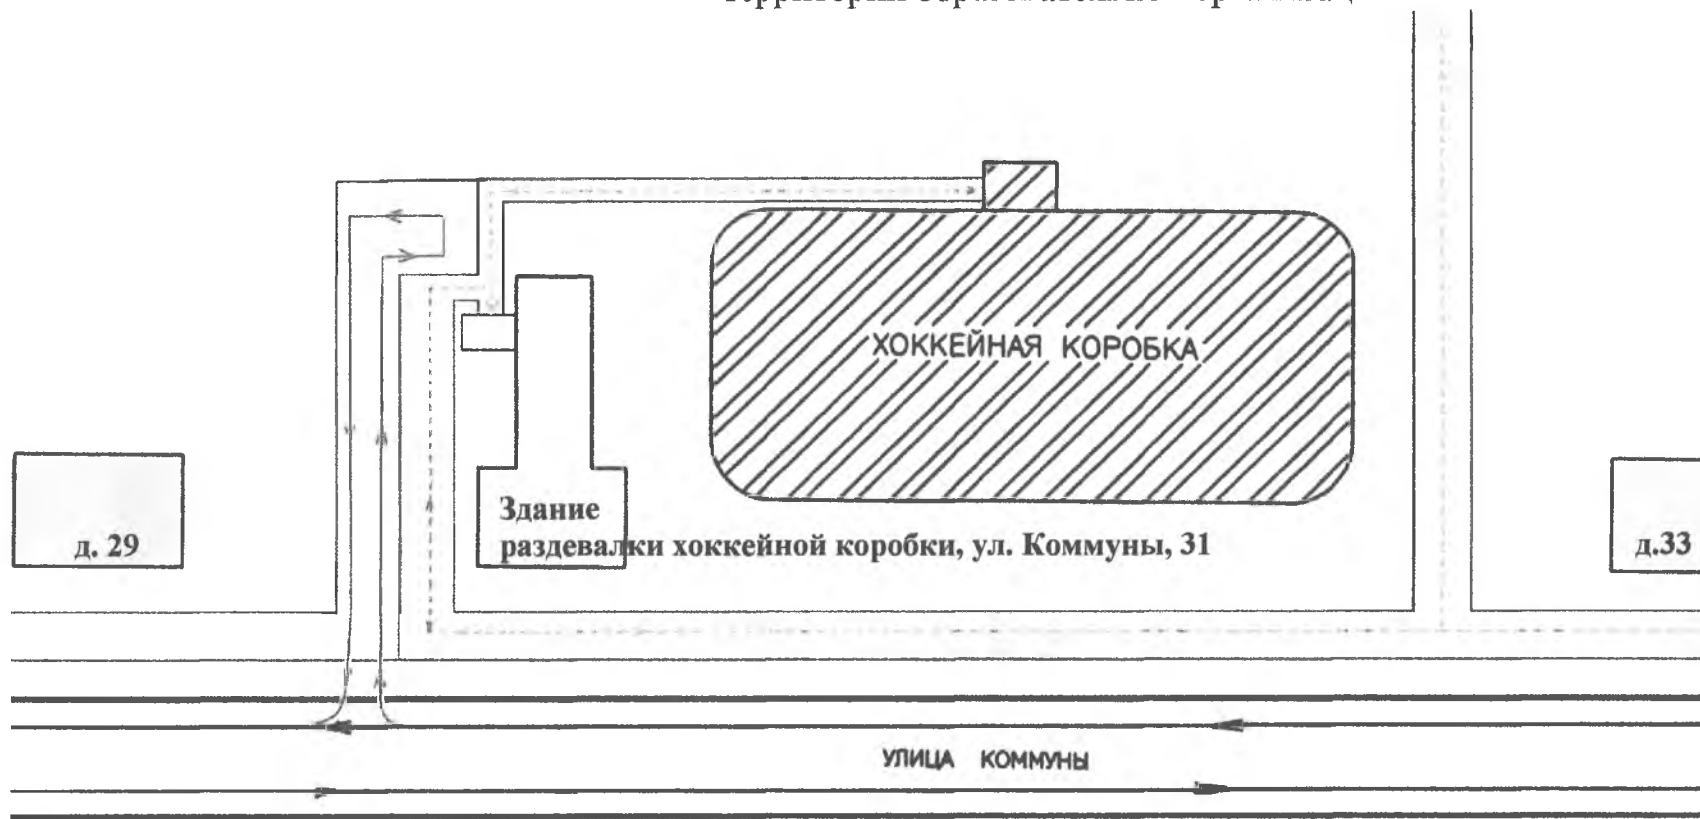 ХОККЕЙНАЯ КОРОБКА
Здание
раздевалки хоккейной коробки, ул. Коммуны, 31
д. 29
д.33
УЛИЦА КОММУНЫ